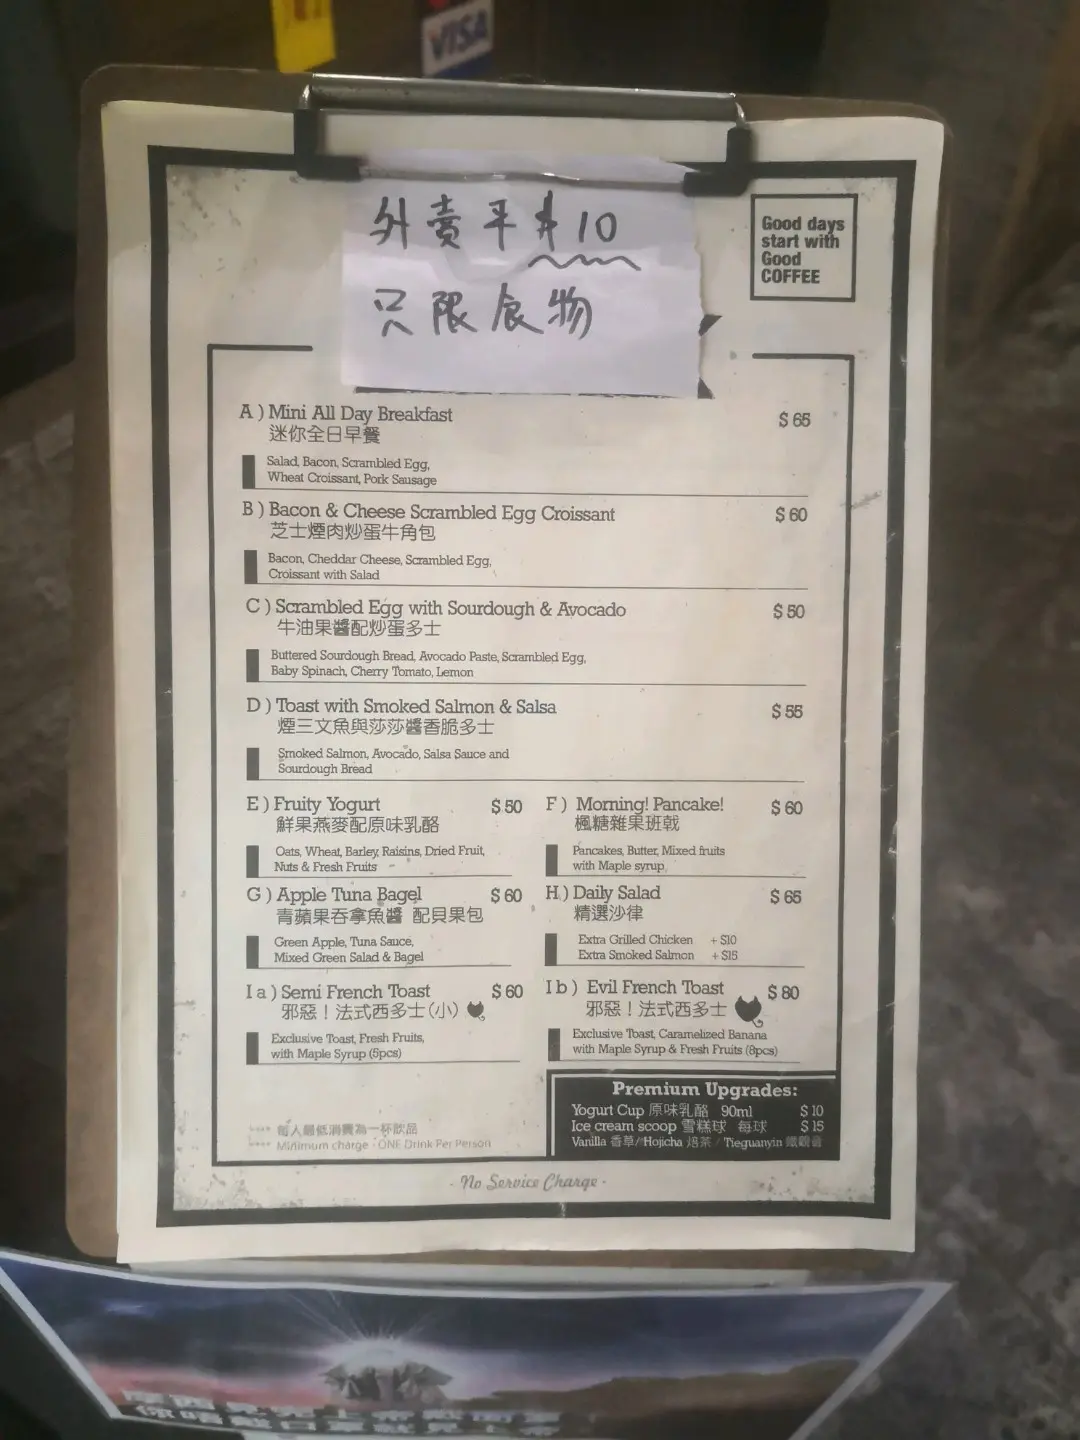 VISA
外賣平$10
只限食物
Good days
start with
Good
COFFEE
A ) Mini All Day Breakfast $ 65
迷你全日早餐
Salad, Bacon, Scrambled Egg,
Wheat Croissant, Pork Sausage
B ) Bacon & Cheese Scrambled Egg Croissant $ 60
芝士煙肉炒蛋牛角包
Bacon, Cheddar Cheese, Scrambled Egg,
Croissant with Salad
C ) Scrambled Egg with Sourdough & Avocado $ 50
牛油果醬配炒蛋多士
Buttered Sourdough Bread, Avocado Paste, Scrambled Egg,
Baby Spinach, Cherry Tomato, Lemon
D ) Toast with Smoked Salmon & Salsa $ 55
煙三文魚與莎莎醬香脆多士
Smoked Salmon, Avocado, Salsa Sauce and
Sourdough Bread
E ) Fruity Yogurt $ 50
鮮果燕麥配原味乳酪
Oats, Wheat, Barley, Raisins, Dried Fruit,
Nuts & Fresh Fruits
F ) Morning! Pancake! $ 60
楓糖雜果班戟
Pancakes, Butter, Mixed fruits
with Maple syrup,
G ) Apple Tuna Bagel $ 60
青蘋果吞拿魚醬 配貝果包
Green Apple, Tuna Sauce,
Mixed Green Salad & Bagel
H ) Daily Salad $ 65
精選沙律
Extra Grilled Chicken + $10
Extra Smoked Salmon + $15
I a ) Semi French Toast $ 60
邪惡！法式西多士(小)
Exclusive Toast, Fresh Fruits,
with Maple Syrup (5pcs)
I b ) Evil French Toast $ 80
邪惡！法式西多士
Exclusive Toast, Caramelized Banana
with Maple Syrup & Fresh Fruits (8pcs)
Premium Upgrades:
Yogurt Cup 原味乳酪 90ml $ 10
Ice cream scoop 雪糕球 每球 $ 15
Vanilla 香草/ Hojicha 焙茶 / Tieguanyin 鐵觀音
**** 每人最低消費為一杯飲品
**** Minimum charge - ONE Drink Per Person
- No Service Charge -